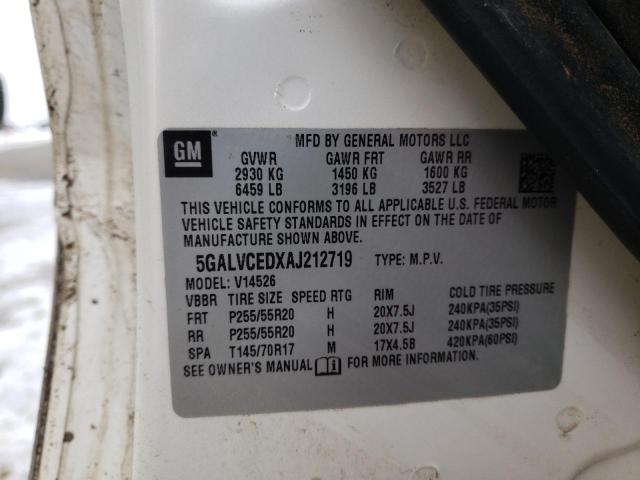 GM
MFD BY GENERAL MOTORS LLC
GVWR GAWR FRT GAWR RR
2930 KG 1450 KG 1600 KG
6459 LB 3196 LB 3527 LB
THIS VEHICLE CONFORMS TO ALL APPLICABLE U.S. FEDERAL MOTOR
VEHICLE SAFETY STANDARDS IN EFFECT ON THE DATE OF
MANUFACTURE SHOWN ABOVE.
5GALVCEDXAJ212719 TYPE: M.P.V.
MODEL: V14526
VBBR TIRE SIZE SPEED RTG RIM COLD TIRE PRESSURE
FRT P255/55R20 H 20X7.5J 240KPA(35PSI)
RR P255/55R20 H 20X7.5J 240KPA(35PSI)
SPA T145/70R17 M 17X4.5B 420KPA(60PSI)
SEE OWNER'S MANUAL FOR MORE INFORMATION.